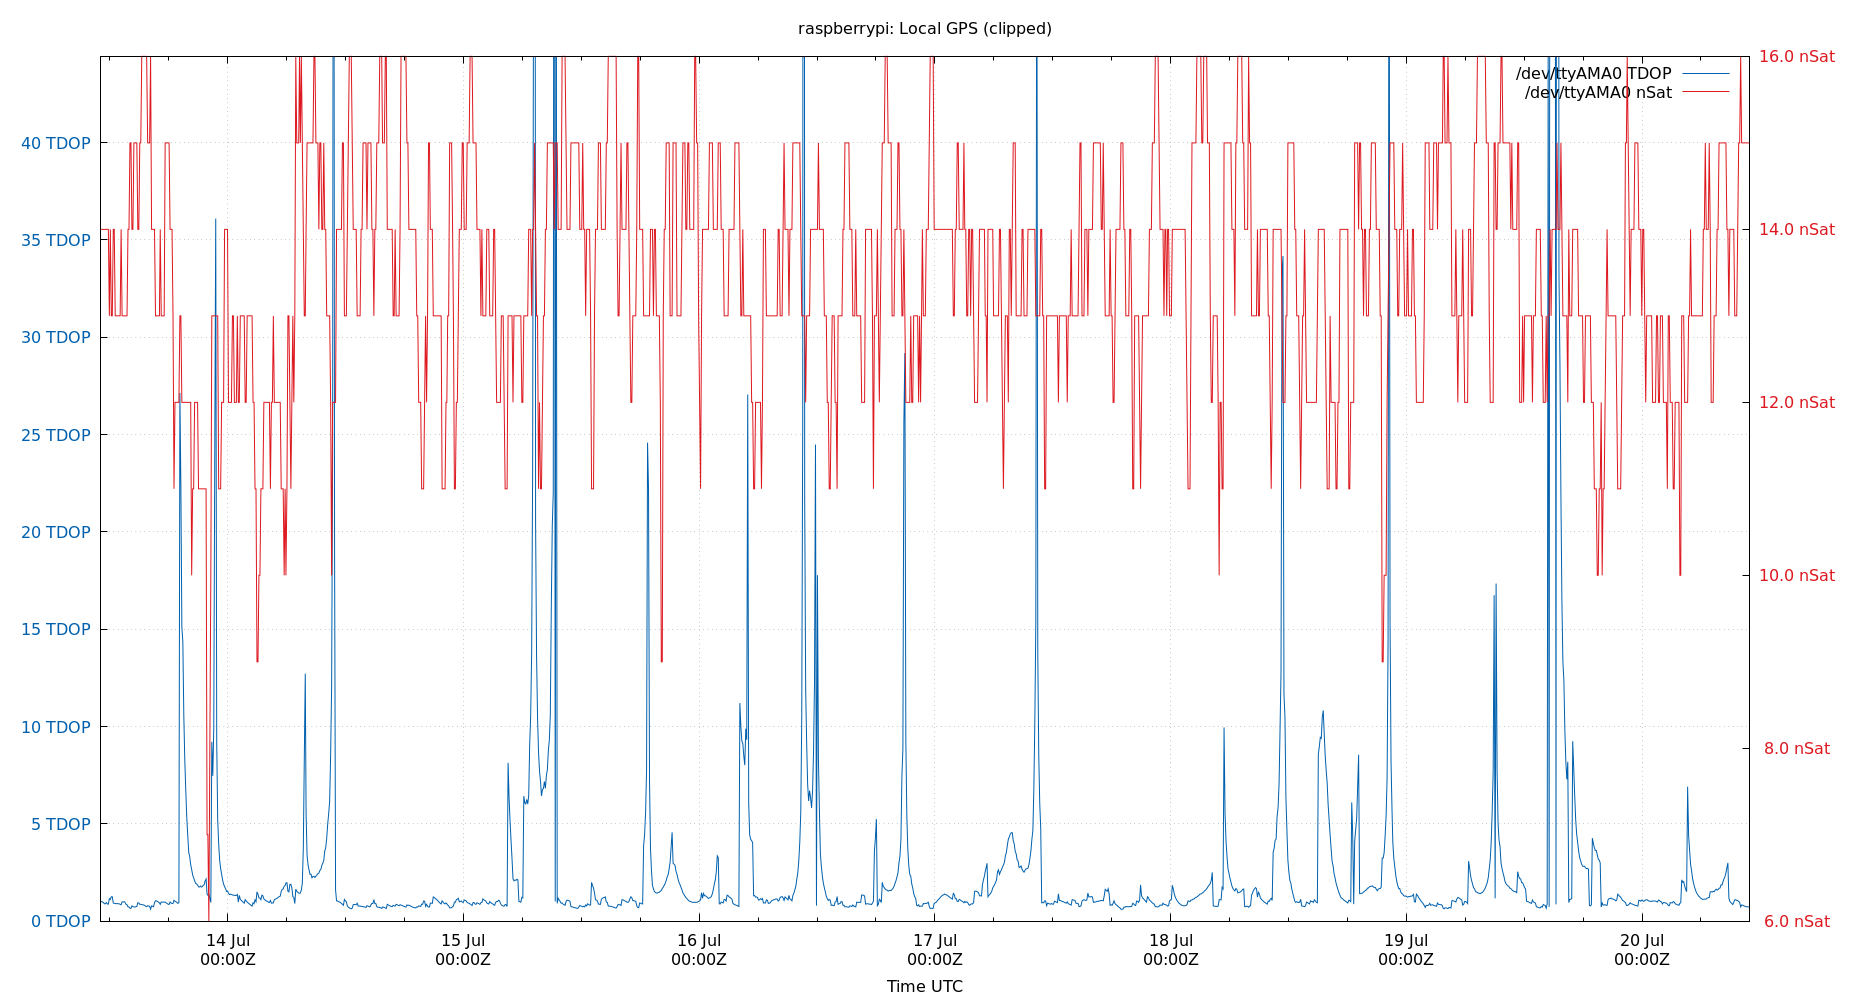 raspberrypi: Local GPS (clipped)
16.0 nSat
/dev/ttyAMA0 TDOP
/dev/ttyAMA0 nSat
40 TDOP
35 TDOP
14.0 nSat
30 TDOP
12.0 nSat
25 TDOP
20 TDOP
10.0 nSat
15 TDOP
10 TDOP
8.0 nSat
5 TDOP
0 TDOP
6.0 nSat
14 Jul 15 Jul 16 Jul 17 Jul 18 Jul 19 Jul 20 Jul
00:00Z 00:00Z 00:00Z 00:00Z 00:00Z 00:00Z 00:00Z
Time UTC